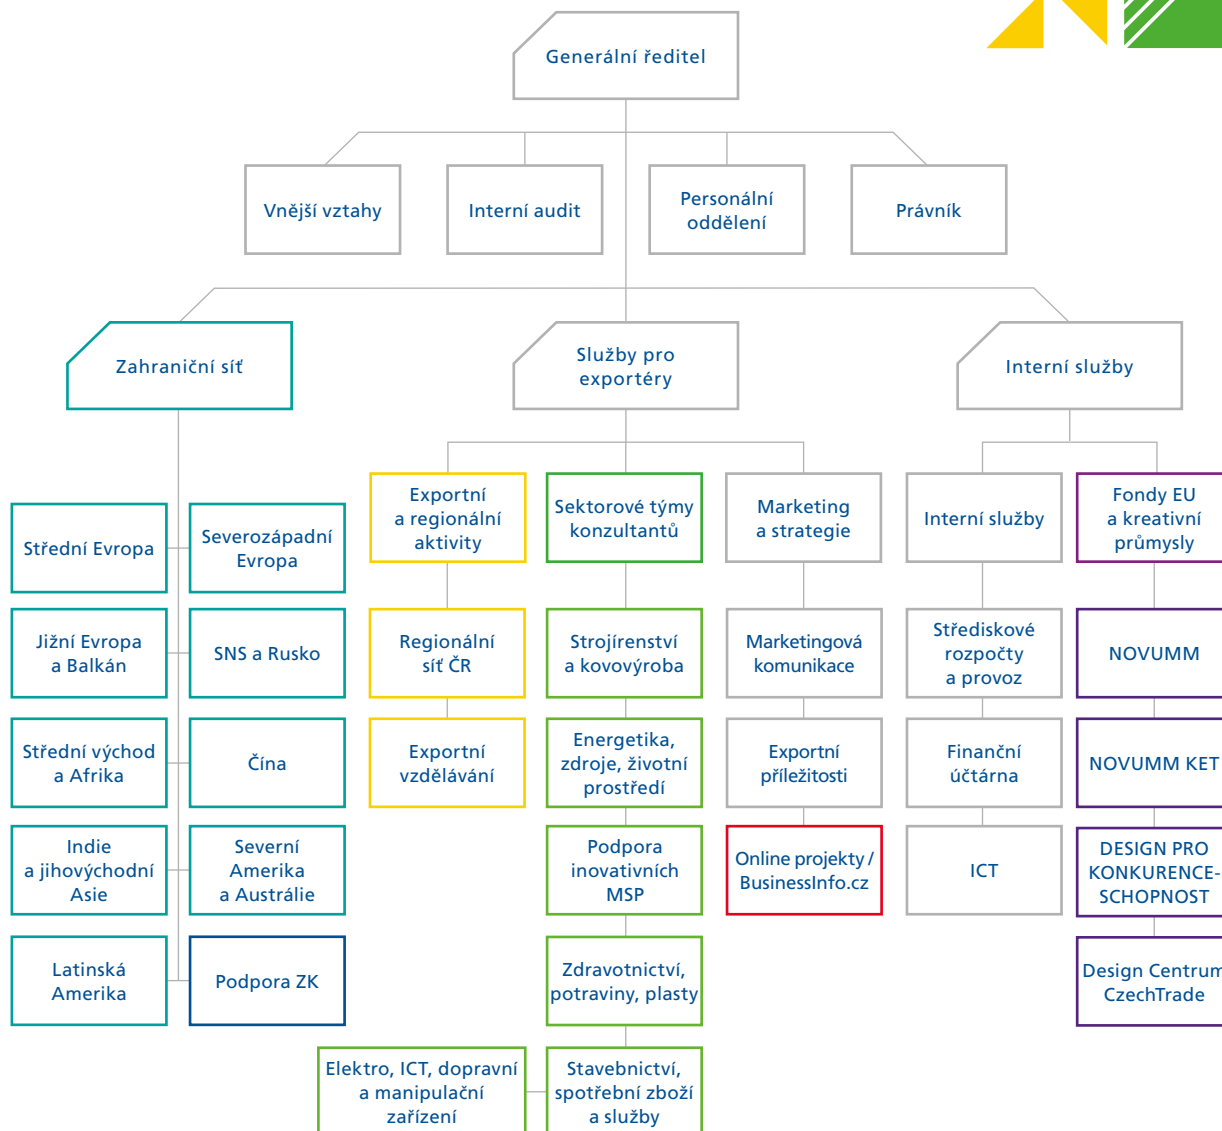 Generální ředitel
Vnější vztahy
Interní audit
Personální
oddělení
Právník
Zahraniční síť
Služby pro
exportéry
Interní služby
Střední Evropa
Severozápadní
Evropa
Jižní Evropa
a Balkán
SNS a Rusko
Střední východ
a Afrika
Čína
Indie
a jihovýchodní
Asie
Severní
Amerika
a Austrálie
Latinská
Amerika
Podpora ZK
Exportní
a regionální
aktivity
Regionální
síť ČR
Exportní
vzdělávání
Sektorové týmy
konzultantů
Strojírenství
a kovovýroba
Energetika,
zdroje, životní
prostředí
Podpora
inovativních
MSP
Zdravotnictví,
potraviny, plasty
Stavebnictví,
spotřební zboží
a služby
Elektro, ICT, dopravní
a manipulační
zařízení
Marketing
a strategie
Marketingová
komunikace
Exportní
příležitosti
Online projekty /
BusinessInfo.cz
Interní služby
Střediskové
rozpočty
a provoz
Finanční
účtárna
ICT
Fondy EU
a kreativní
průmysly
NOVUMM
NOVUMM KET
DESIGN PRO
KONKURENCE-
SCHOPNOST
Design Centrum
CzechTrade